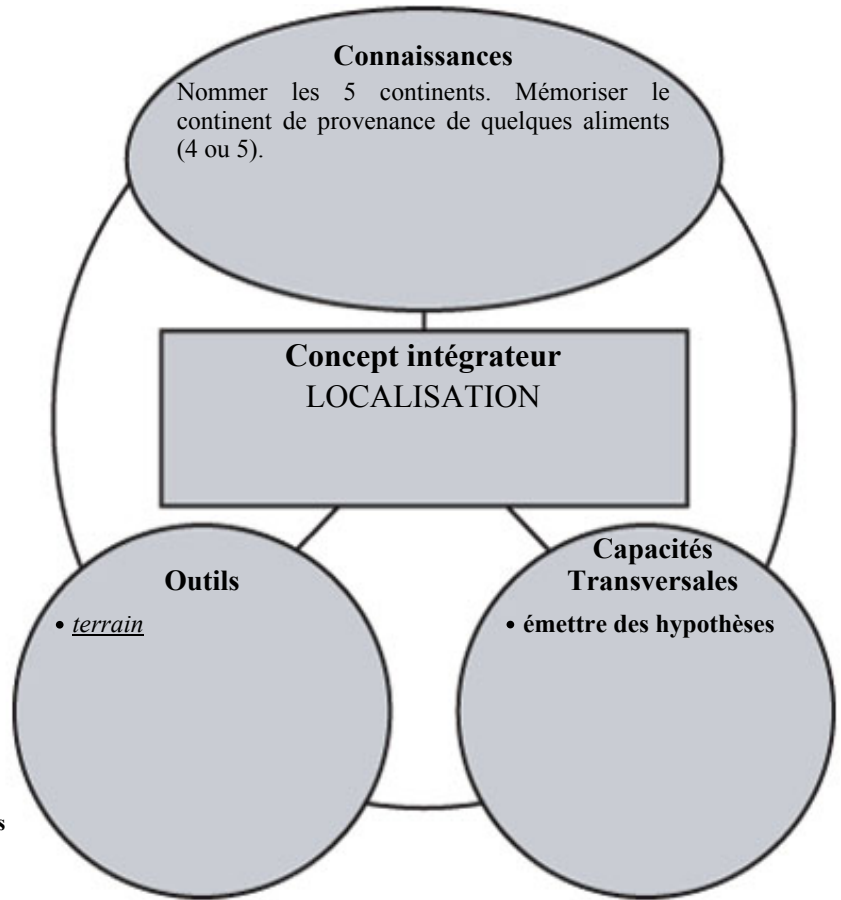 Connaissances
Nommer les 5 continents. Mémoriser le
continent de provenance de quelques aliments
(4 ou 5).
Concept intégrateur
LOCALISATION
Outils
• terrain
Capacités
Transversales
• émettre des hypothèses
s